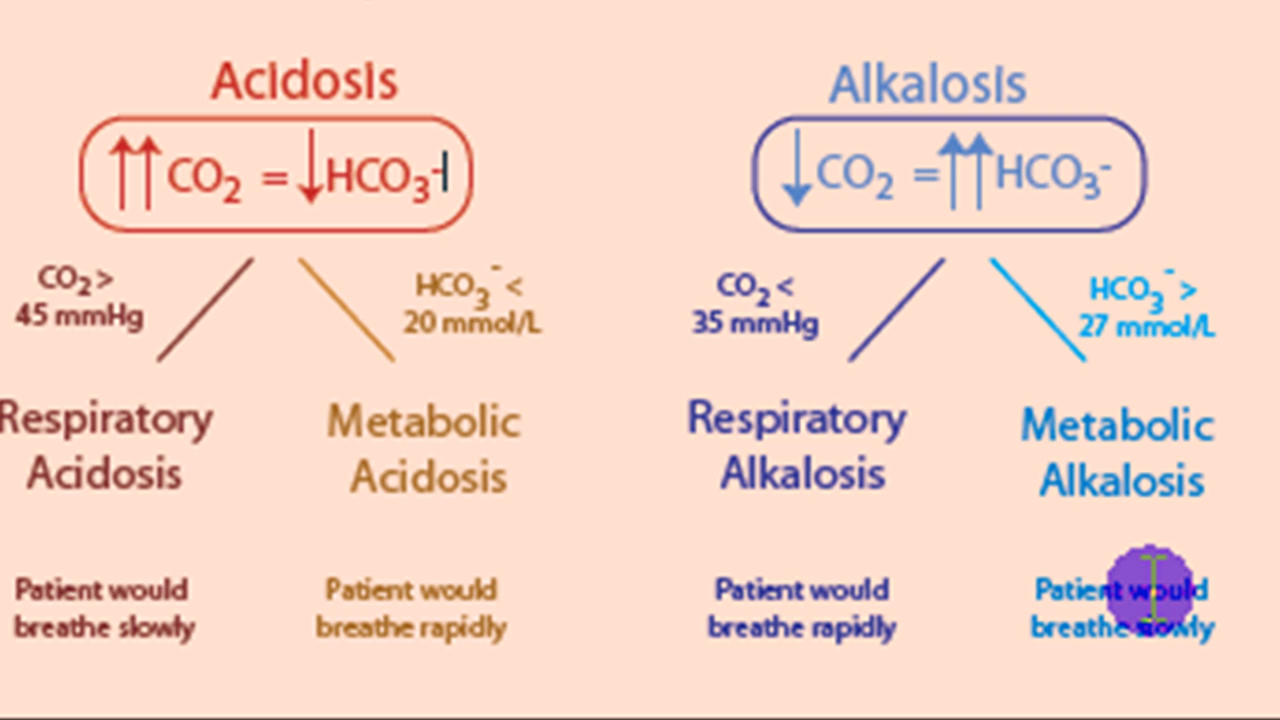 Acidosis
Alkalosis
↑↑CO₂ = ↓HCO₃⁻
↓CO₂ = ↑↑HCO₃⁻
CO₂ >
45 mmHg
HCO₃⁻ <
20 mmol/L
CO₂ <
35 mmHg
HCO₃⁻ >
27 mmol/L
Respiratory
Acidosis
Metabolic
Acidosis
Respiratory
Alkalosis
Metabolic
Alkalosis
Patient would
breathe slowly
Patient would
breathe rapidly
Patient would
breathe rapidly
Patient would
breathe slowly